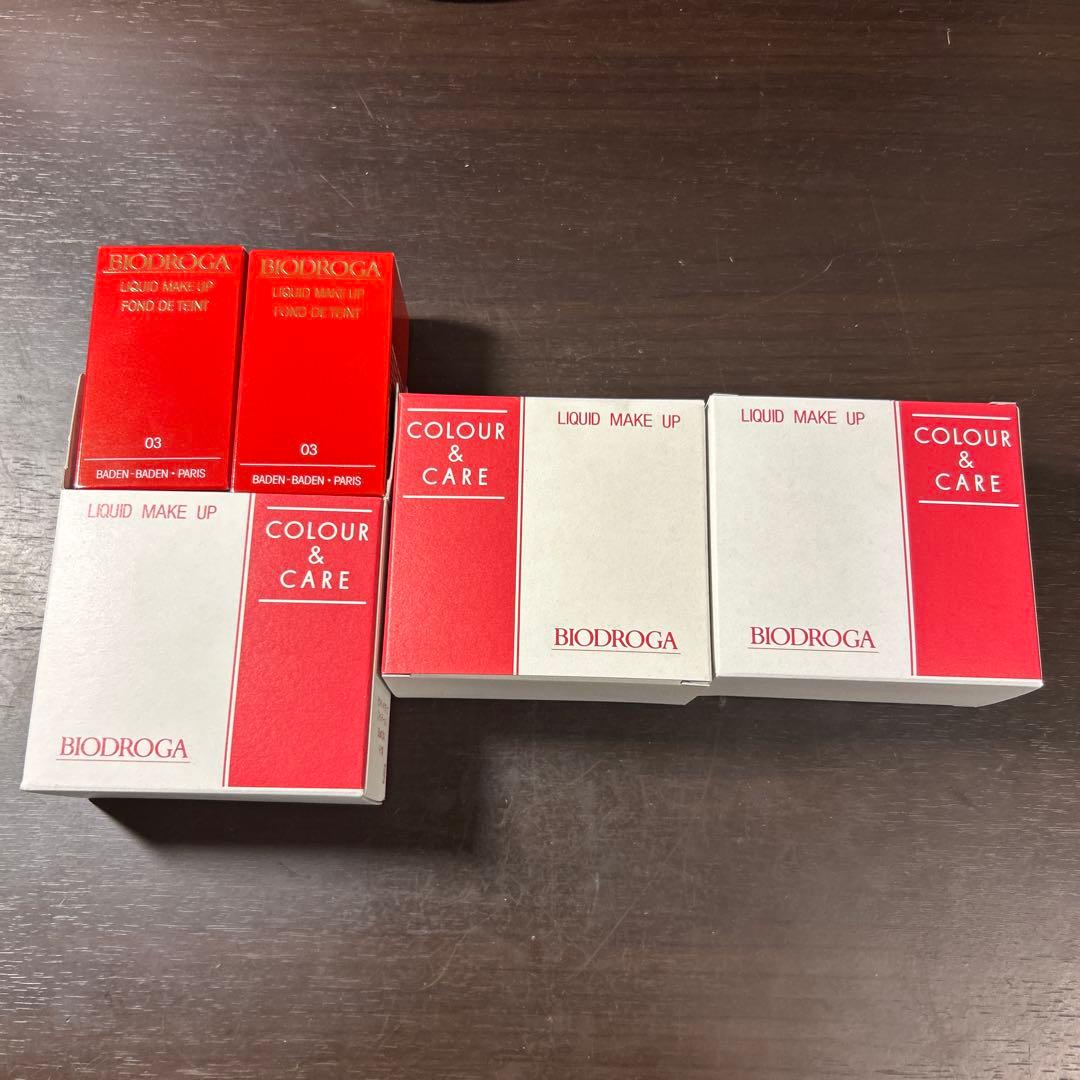 BIODROGA
LIQUID MAKE UP
FOND DE TEINT
03
BADEN-BADEN • PARIS
BIODROGA
LIQUID MAKE UP
FOND DE TEINT
03
BADEN-BADEN • PARIS
LIQUID MAKE UP
COLOUR
&
CARE
BIODROGA
COLOUR
&
CARE
LIQUID MAKE UP
BIODROGA
LIQUID MAKE UP
COLOUR
&
CARE
BIODROGA